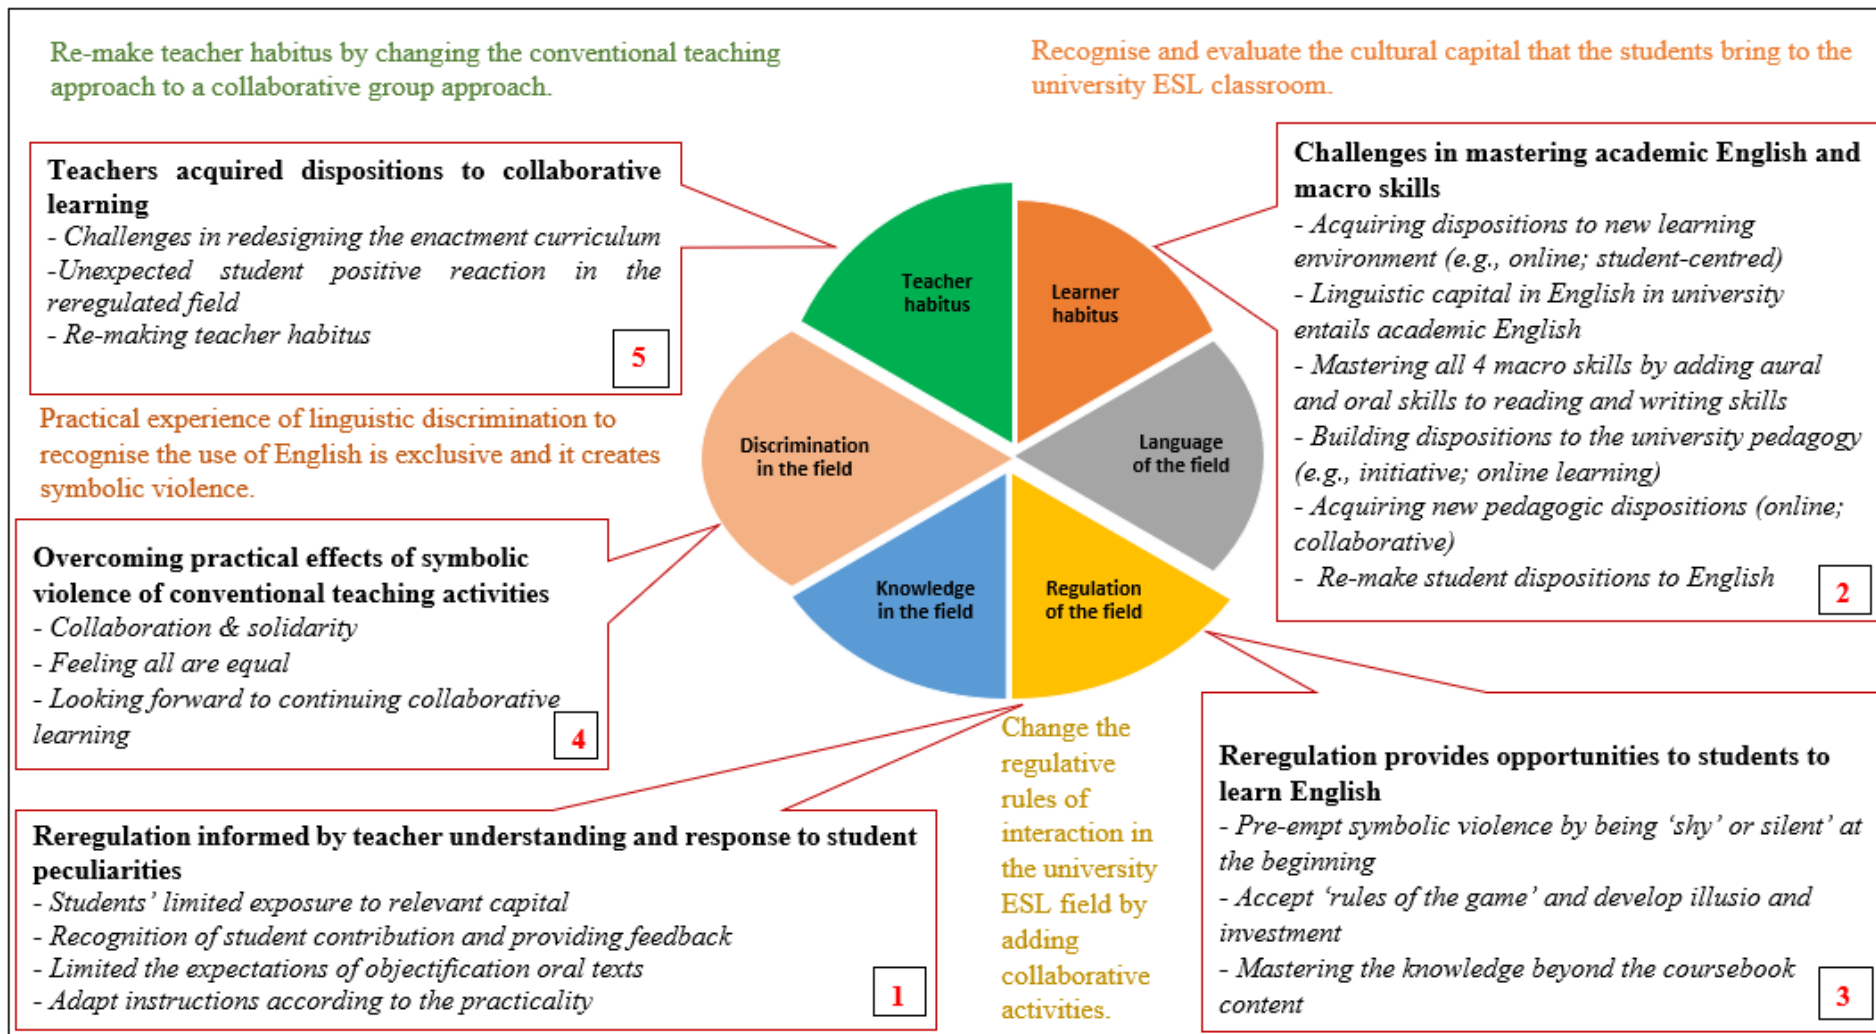 Re-make teacher habitus by changing the conventional teaching
approach to a collaborative group approach.
Recognise and evaluate the cultural capital that the students bring to the
university ESL classroom.
Teachers acquired dispositions to collaborative
learning
- Challenges in redesigning the enactment curriculum
-Unexpected student positive reaction in the
reregulated field
- Re-making teacher habitus
5
Challenges in mastering academic English and
macro skills
- Acquiring dispositions to new learning
environment (e.g., online; student-centred)
- Linguistic capital in English in university
entails academic English
- Mastering all 4 macro skills by adding aural
and oral skills to reading and writing skills
- Building dispositions to the university pedagogy
(e.g., initiative; online learning)
- Acquiring new pedagogic dispositions (online;
collaborative)
- Re-make student dispositions to English
2
Teacher
habitus
Learner
habitus
Discrimination
in the field
Language
of the field
Knowledge
in the field
Regulation
of the field
Practical experience of linguistic discrimination to
recognise the use of English is exclusive and it creates
symbolic violence.
Overcoming practical effects of symbolic
violence of conventional teaching activities
- Collaboration & solidarity
- Feeling all are equal
- Looking forward to continuing collaborative
learning
4
Change the
regulative
rules of
interaction in
the university
ESL field by
adding
collaborative
activities.
Reregulation informed by teacher understanding and response to student
peculiarities
- Students’ limited exposure to relevant capital
- Recognition of student contribution and providing feedback
- Limited the expectations of objectification oral texts
- Adapt instructions according to the practicality
1
Reregulation provides opportunities to students to
learn English
- Pre-empt symbolic violence by being ‘shy’ or silent’ at
the beginning
- Accept ‘rules of the game’ and develop illusio and
investment
- Mastering the knowledge beyond the coursebook
content
3